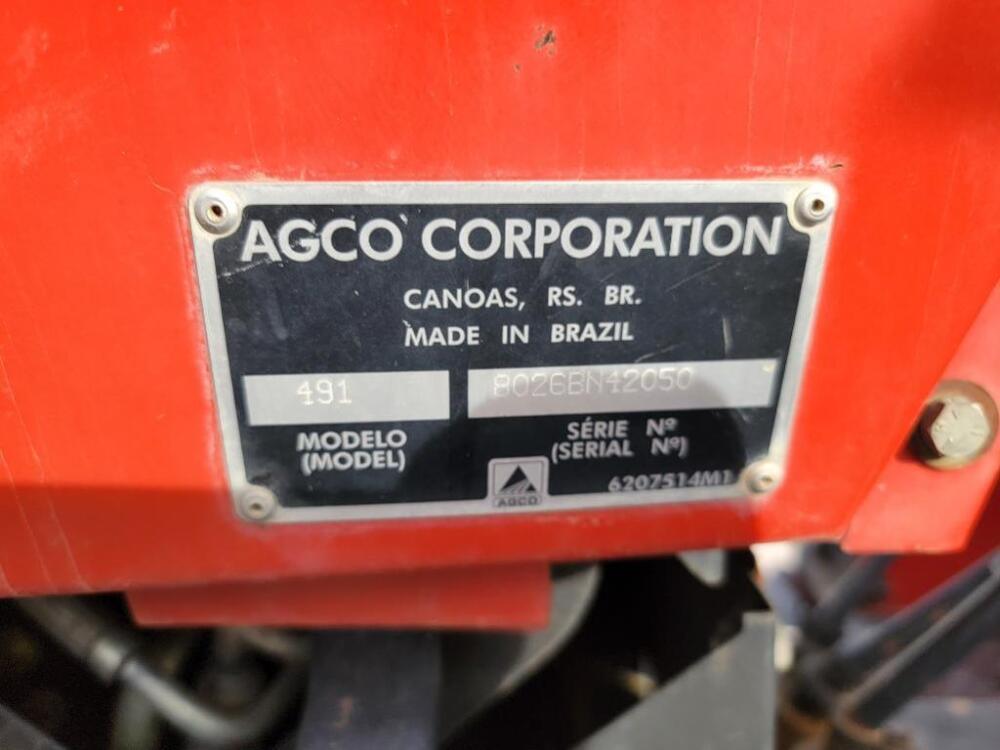 AGCO CORPORATION
CANOAS, RS. BR.
MADE IN BRAZIL
491 8026BN42050
MODELO SÉRIE Nº
(MODEL) (SERIAL Nº)
AGCO 6207514M1